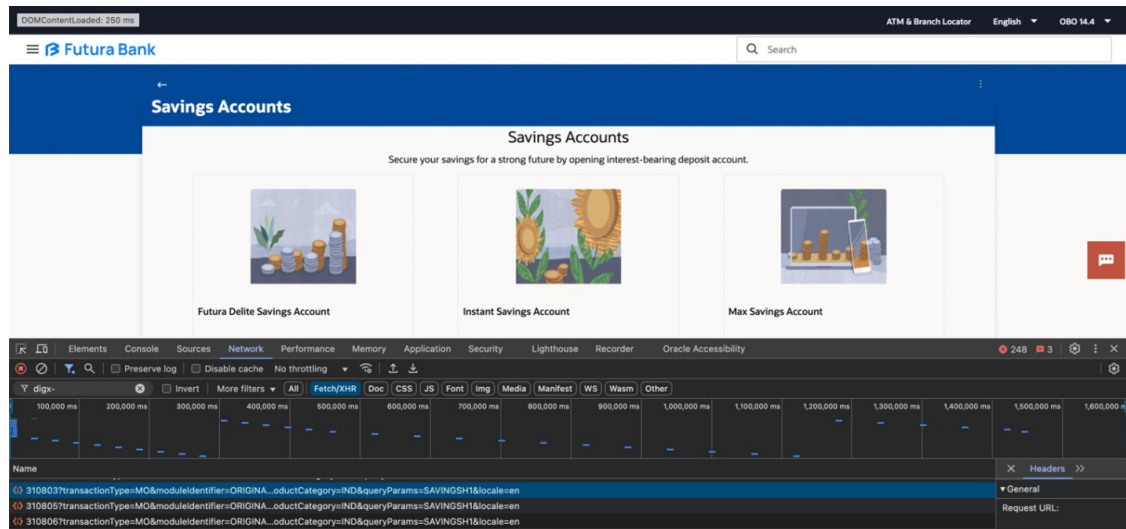 DOMContentLoaded: 250 ms
ATM & Branch Locator English OBO 14.4
Futura Bank
Search
Savings Accounts
Savings Accounts
Secure your savings for a strong future by opening interest-bearing deposit account.
Futura Delite Savings Account Instant Savings Account Max Savings Account
Elements Console Sources Network Performance Memory Application Security Lighthouse Recorder Oracle Accessibility 248 3
Preserve log Disable cache No throttling
digx- Invert More filters All Fetch/XHR Doc CSS JS Font Img Media Manifest WS Wasm Other
100,000 ms 200,000 ms 300,000 ms 400,000 ms 500,000 ms 600,000 ms 700,000 ms 800,000 ms 900,000 ms 1,000,000 ms 1,100,000 ms 1,200,000 ms 1,300,000 ms 1,400,000 ms 1,500,000 ms 1,600,000
Name Headers
310803?transactionType=MO&moduleIdentifier=ORIGINA...oductCategory=IND&queryParams=SAVINGSH1&locale=en General
310805?transactionType=MO&moduleIdentifier=ORIGINA...oductCategory=IND&queryParams=SAVINGSH1&locale=en Request URL:
310806?transactionType=MO&moduleIdentifier=ORIGINA...oductCategory=IND&queryParams=SAVINGSH1&locale=en